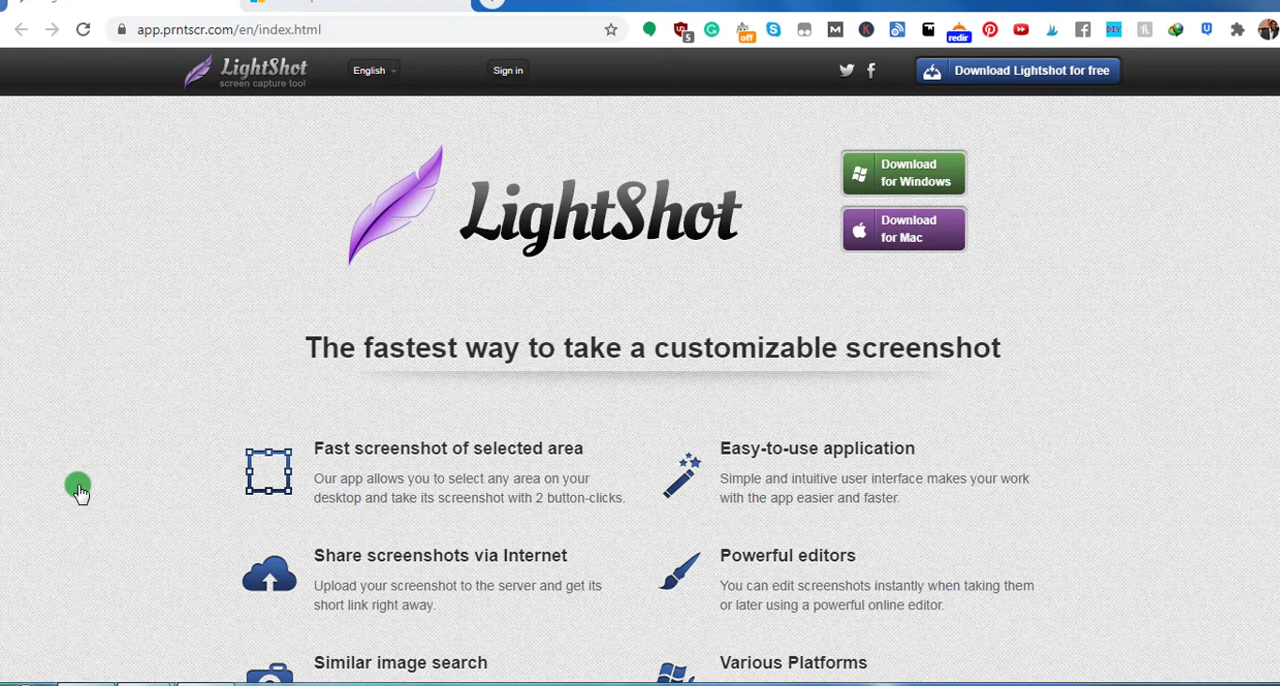 app.prntscr.com/en/index.html
5
off
redir
DIY
LightShot
screen capture tool
English
Sign in
Download Lightshot for free
LightShot
Download
for Windows
Download
for Mac
The fastest way to take a customizable screenshot
Fast screenshot of selected area
Our app allows you to select any area on your
desktop and take its screenshot with 2 button-clicks.
Easy-to-use application
Simple and intuitive user interface makes your work
with the app easier and faster.
Share screenshots via Internet
Upload your screenshot to the server and get its
short link right away.
Powerful editors
You can edit screenshots instantly when taking them
or later using a powerful online editor.
Similar image search
Various Platforms